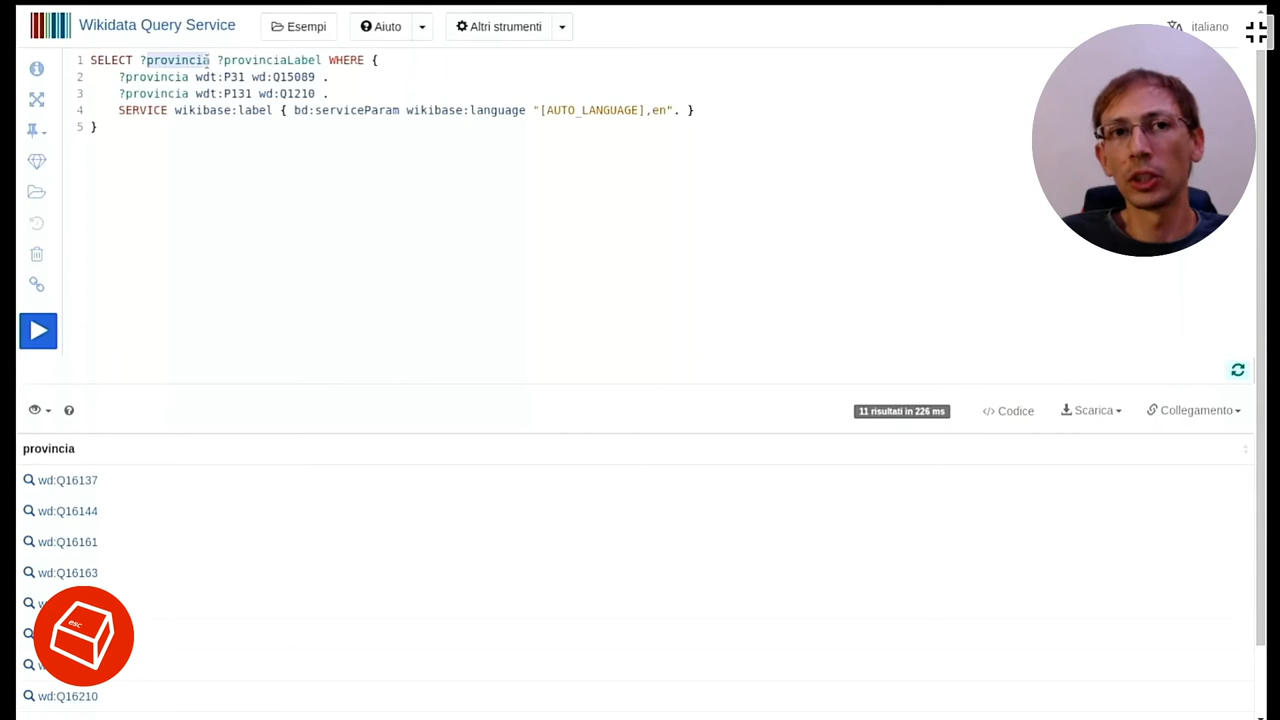 Wikidata Query Service
Esempi
Aiuto
Altri strumenti
italiano
1 SELECT ?provincia ?provinciaLabel WHERE {
2 ?provincia wdt:P31 wd:Q15089 .
3 ?provincia wdt:P131 wd:Q1210 .
4 SERVICE wikibase:label { bd:serviceParam wikibase:language "[AUTO_LANGUAGE],en". }
5 }
11 risultati in 226 ms
</> Codice
Scarica
Collegamento
provincia
wd:Q16137
wd:Q16144
wd:Q16161
wd:Q16163
esc
wd:Q16210